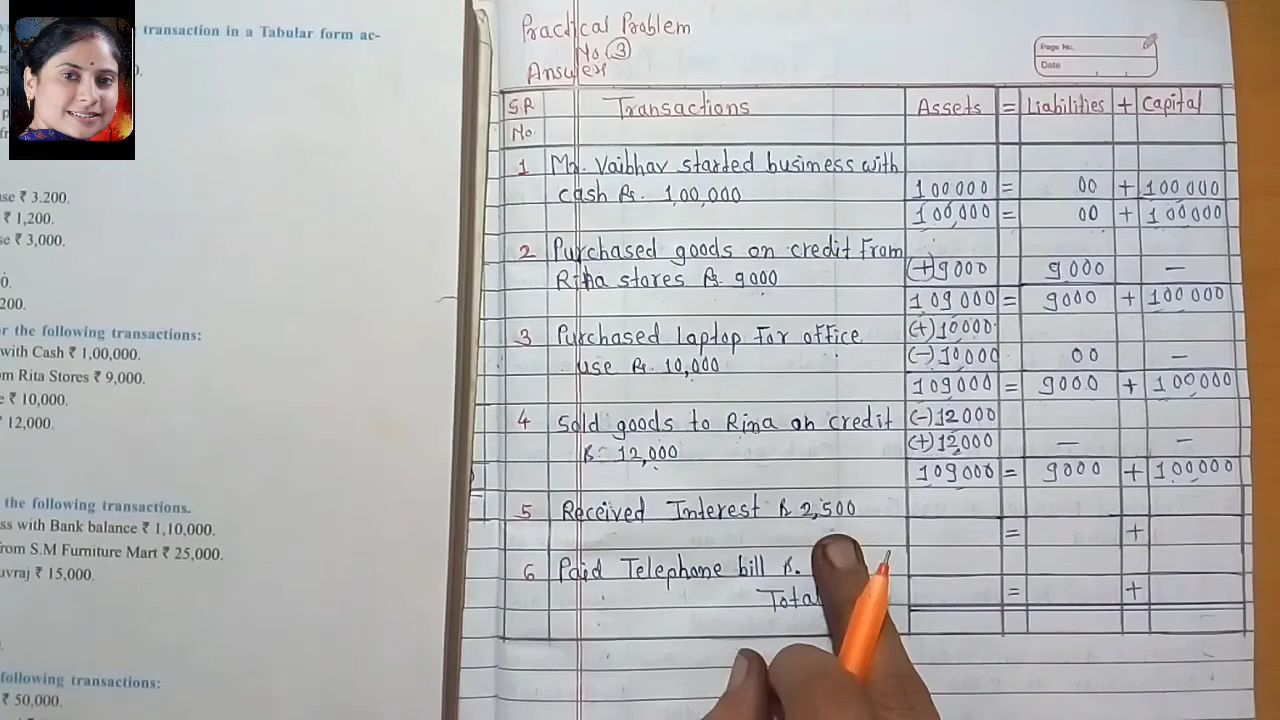 transaction in a Tabular form ac-
use ₹ 3.200.
₹ 1,200.
se ₹ 3,000.
200.
or the following transactions:
with Cash ₹ 1,00,000.
om Rita Stores ₹ 9,000.
e ₹ 10,000.
₹ 12,000.
the following transactions.
ss with Bank balance ₹ 1,10,000.
from S.M Furniture Mart ₹ 25,000.
uvraj ₹ 15,000.
following transactions:
₹ 50,000.
Practical Problem
No 3
Answer
Page No.
Date
S.R No. Transactions Assets = Liabilities + Capital
1 Mr. Vaibhav started business with
cash Rs. 1,00,000 100000 = 00 + 100000
100,000 = 00 + 100000
2 Purchased goods on credit from
Rita stores Rs. 9000 (+)9000 9000 —
109000 = 9000 + 100000
3 Purchased Laptop for office (+)10000
use Rs. 10,000 (-)10000 00 —
109000 = 9000 + 100000
4 Sold goods to Rina on credit (-)12000
Rs. 12,000 (+)12000 — —
109000 = 9000 + 100000
5 Received Interest Rs 2,500
= +
6 Paid Telephone bill Rs.
Total = +